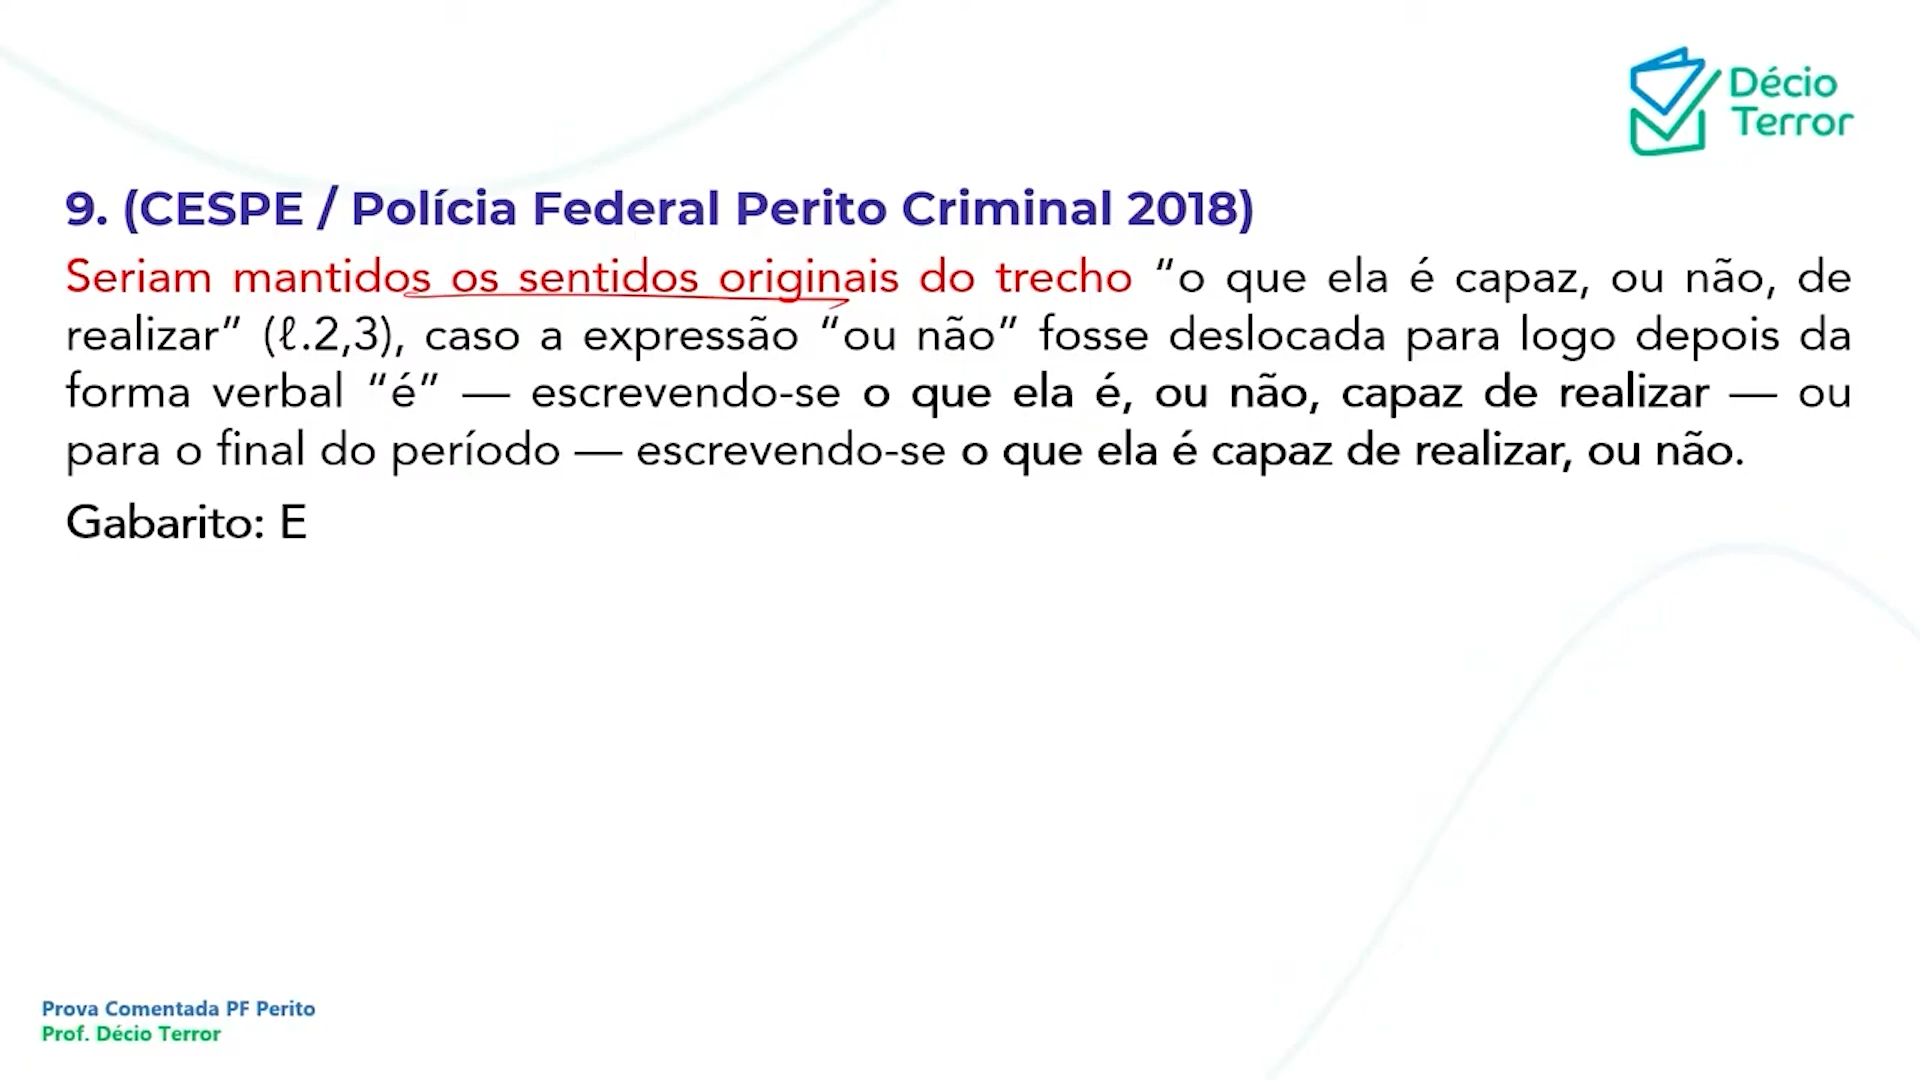 Décio
Terror
9. (CESPE / Polícia Federal Perito Criminal 2018)
Seriam mantidos os sentidos originais do trecho “o que ela é capaz, ou não, de
realizar” (ℓ.2,3), caso a expressão “ou não” fosse deslocada para logo depois da
forma verbal “é” — escrevendo-se o que ela é, ou não, capaz de realizar — ou
para o final do período — escrevendo-se o que ela é capaz de realizar, ou não.
Gabarito: E
Prova Comentada PF Perito
Prof. Décio Terror